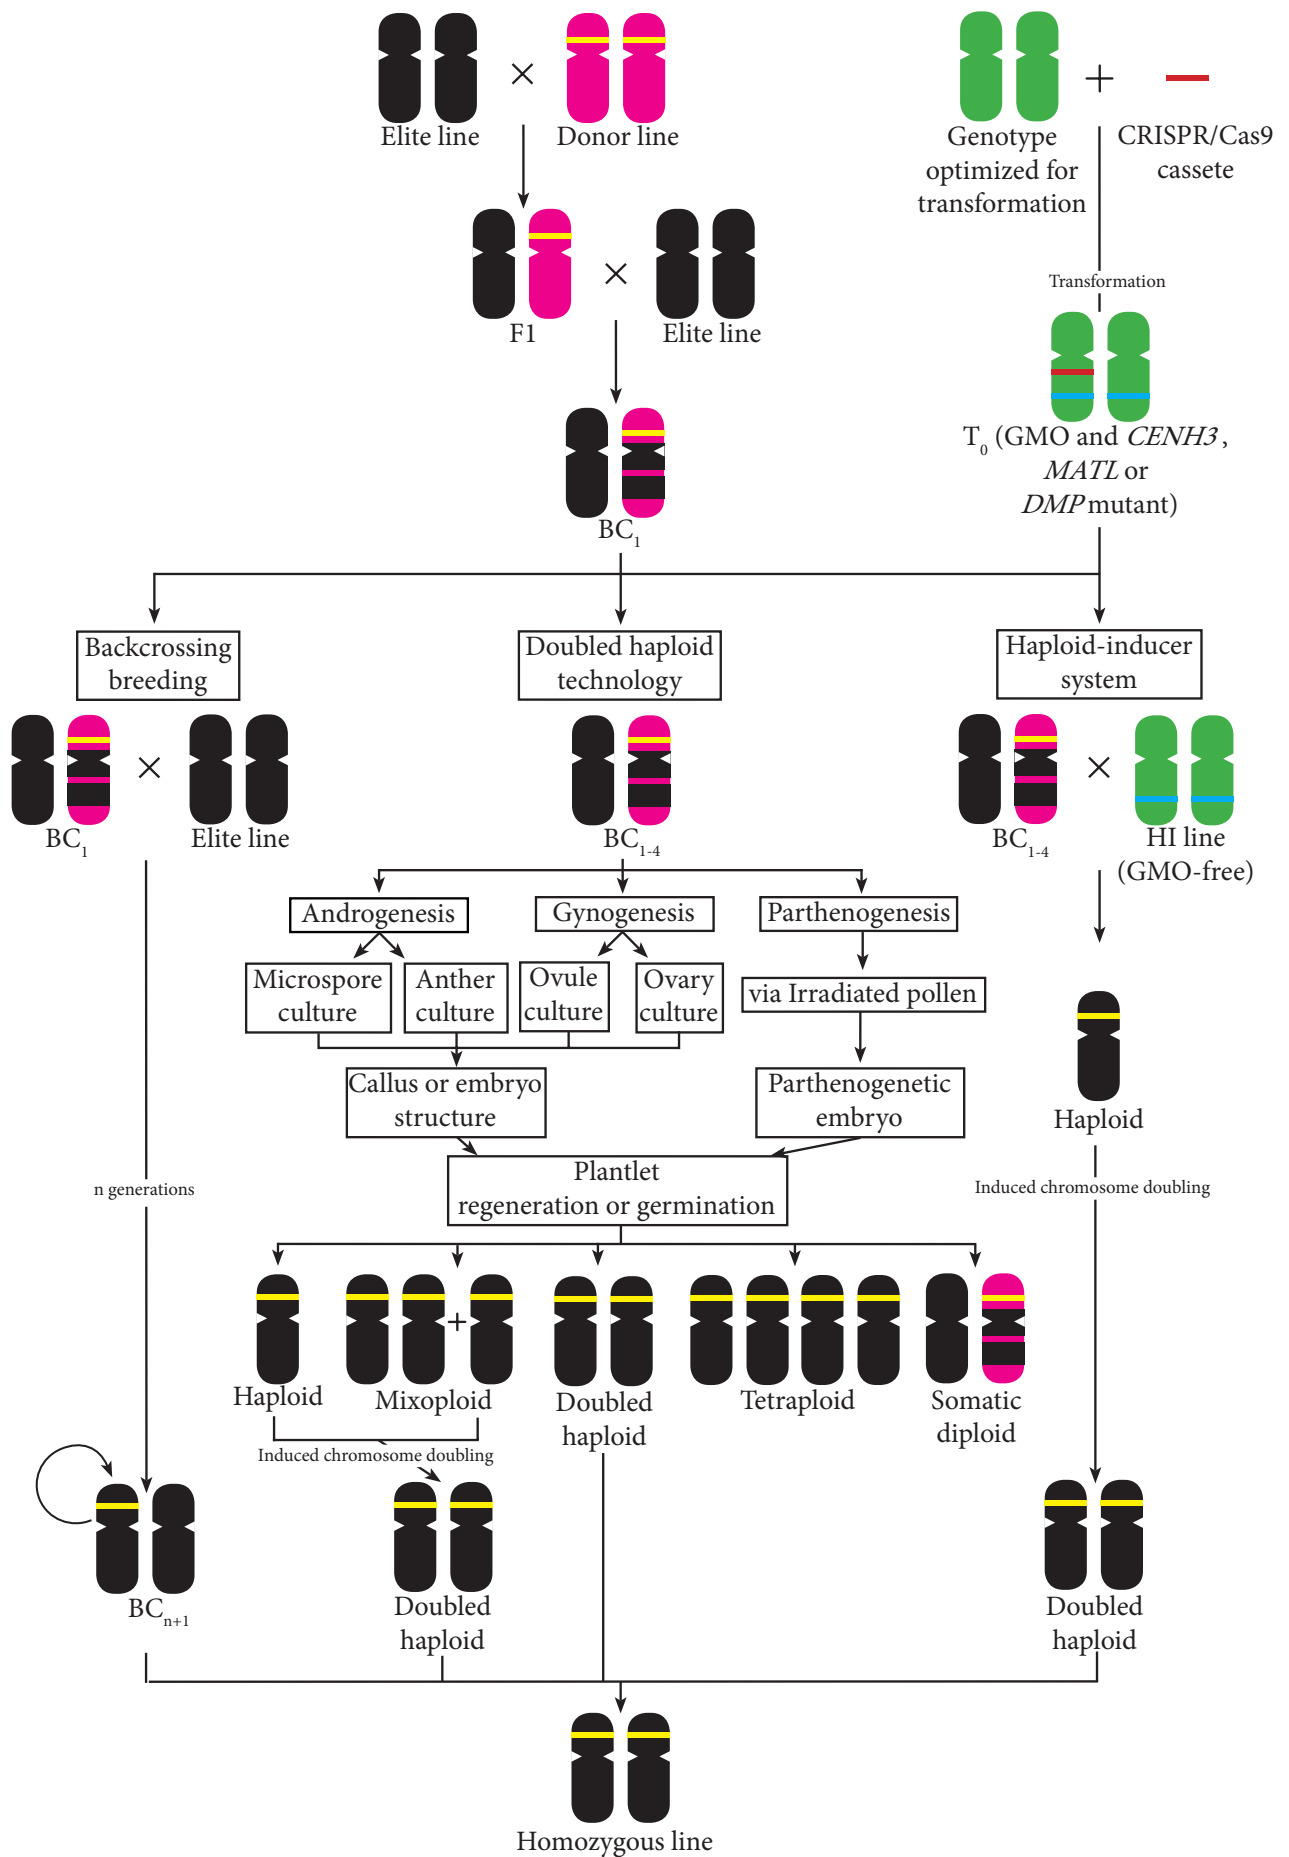 Elite line
×
Donor line
Genotype
optimized for
transformation
+
CRISPR/Cas9
cassete
F1
×
Elite line
Transformation
BC1
T0 (GMO and CENH3,
MATL or
DMP mutant)
Backcrossing
breeding
Doubled haploid
technology
Haploid-inducer
system
BC1
×
Elite line
BC1-4
BC1-4
×
HI line
(GMO-free)
Androgenesis
Gynogenesis
Parthenogenesis
Microspore
culture
Anther
culture
Ovule
culture
Ovary
culture
via Irradiated pollen
Callus or embryo
structure
Parthenogenetic
embryo
Haploid
Plantlet
regeneration or germination
n generations
Induced chromosome doubling
Haploid
+
Mixoploid
Doubled
haploid
Tetraploid
Somatic
diploid
Induced chromosome doubling
BCn+1
Doubled
haploid
Doubled
haploid
Homozygous line